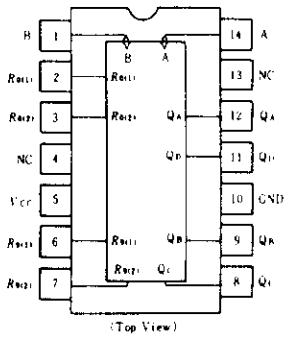 B 1 14 A
B A
R0(1) 2 R0(1) 13 NC
R0(2) 3 R0(2) QA 12 QA
NC 4 QD 11 QD
VCC 5 10 GND
R9(1) 6 R9(1) QB 9 QB
R9(2) 7 R9(2) QC 8 QC
(Top View)